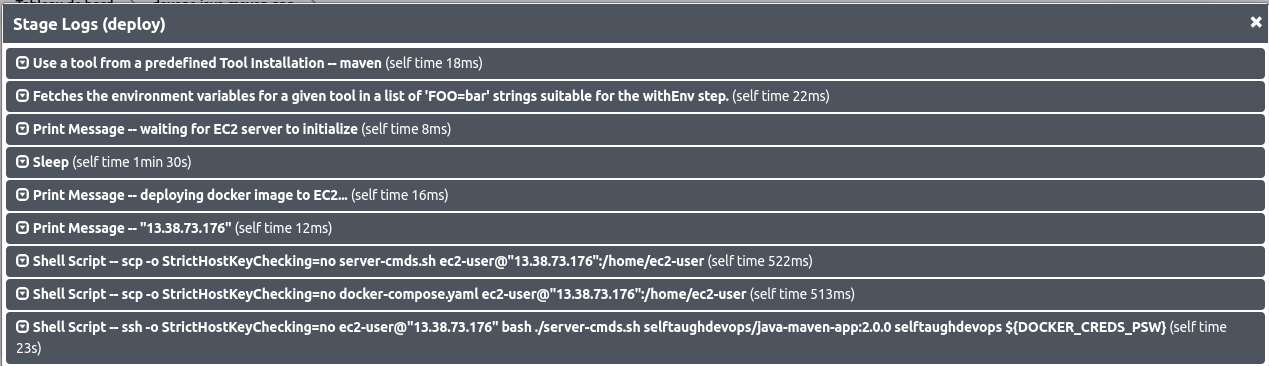 Stage Logs (deploy)
Use a tool from a predefined Tool Installation -- maven (self time 18ms)
Fetches the environment variables for a given tool in a list of 'FOO=bar' strings suitable for the withEnv step. (self time 22ms)
Print Message -- waiting for EC2 server to initialize (self time 8ms)
Sleep (self time 1min 30s)
Print Message -- deploying docker image to EC2... (self time 16ms)
Print Message -- "13.38.73.176" (self time 12ms)
Shell Script -- scp -o StrictHostKeyChecking=no server-cmds.sh ec2-user@"13.38.73.176":/home/ec2-user (self time 522ms)
Shell Script -- scp -o StrictHostKeyChecking=no docker-compose.yaml ec2-user@"13.38.73.176":/home/ec2-user (self time 513ms)
Shell Script -- ssh -o StrictHostKeyChecking=no ec2-user@"13.38.73.176" bash ./server-cmds.sh selftaughdevops/java-maven-app:2.0.0 selftaughdevops ${DOCKER_CREDS_PSW} (self time
23s)